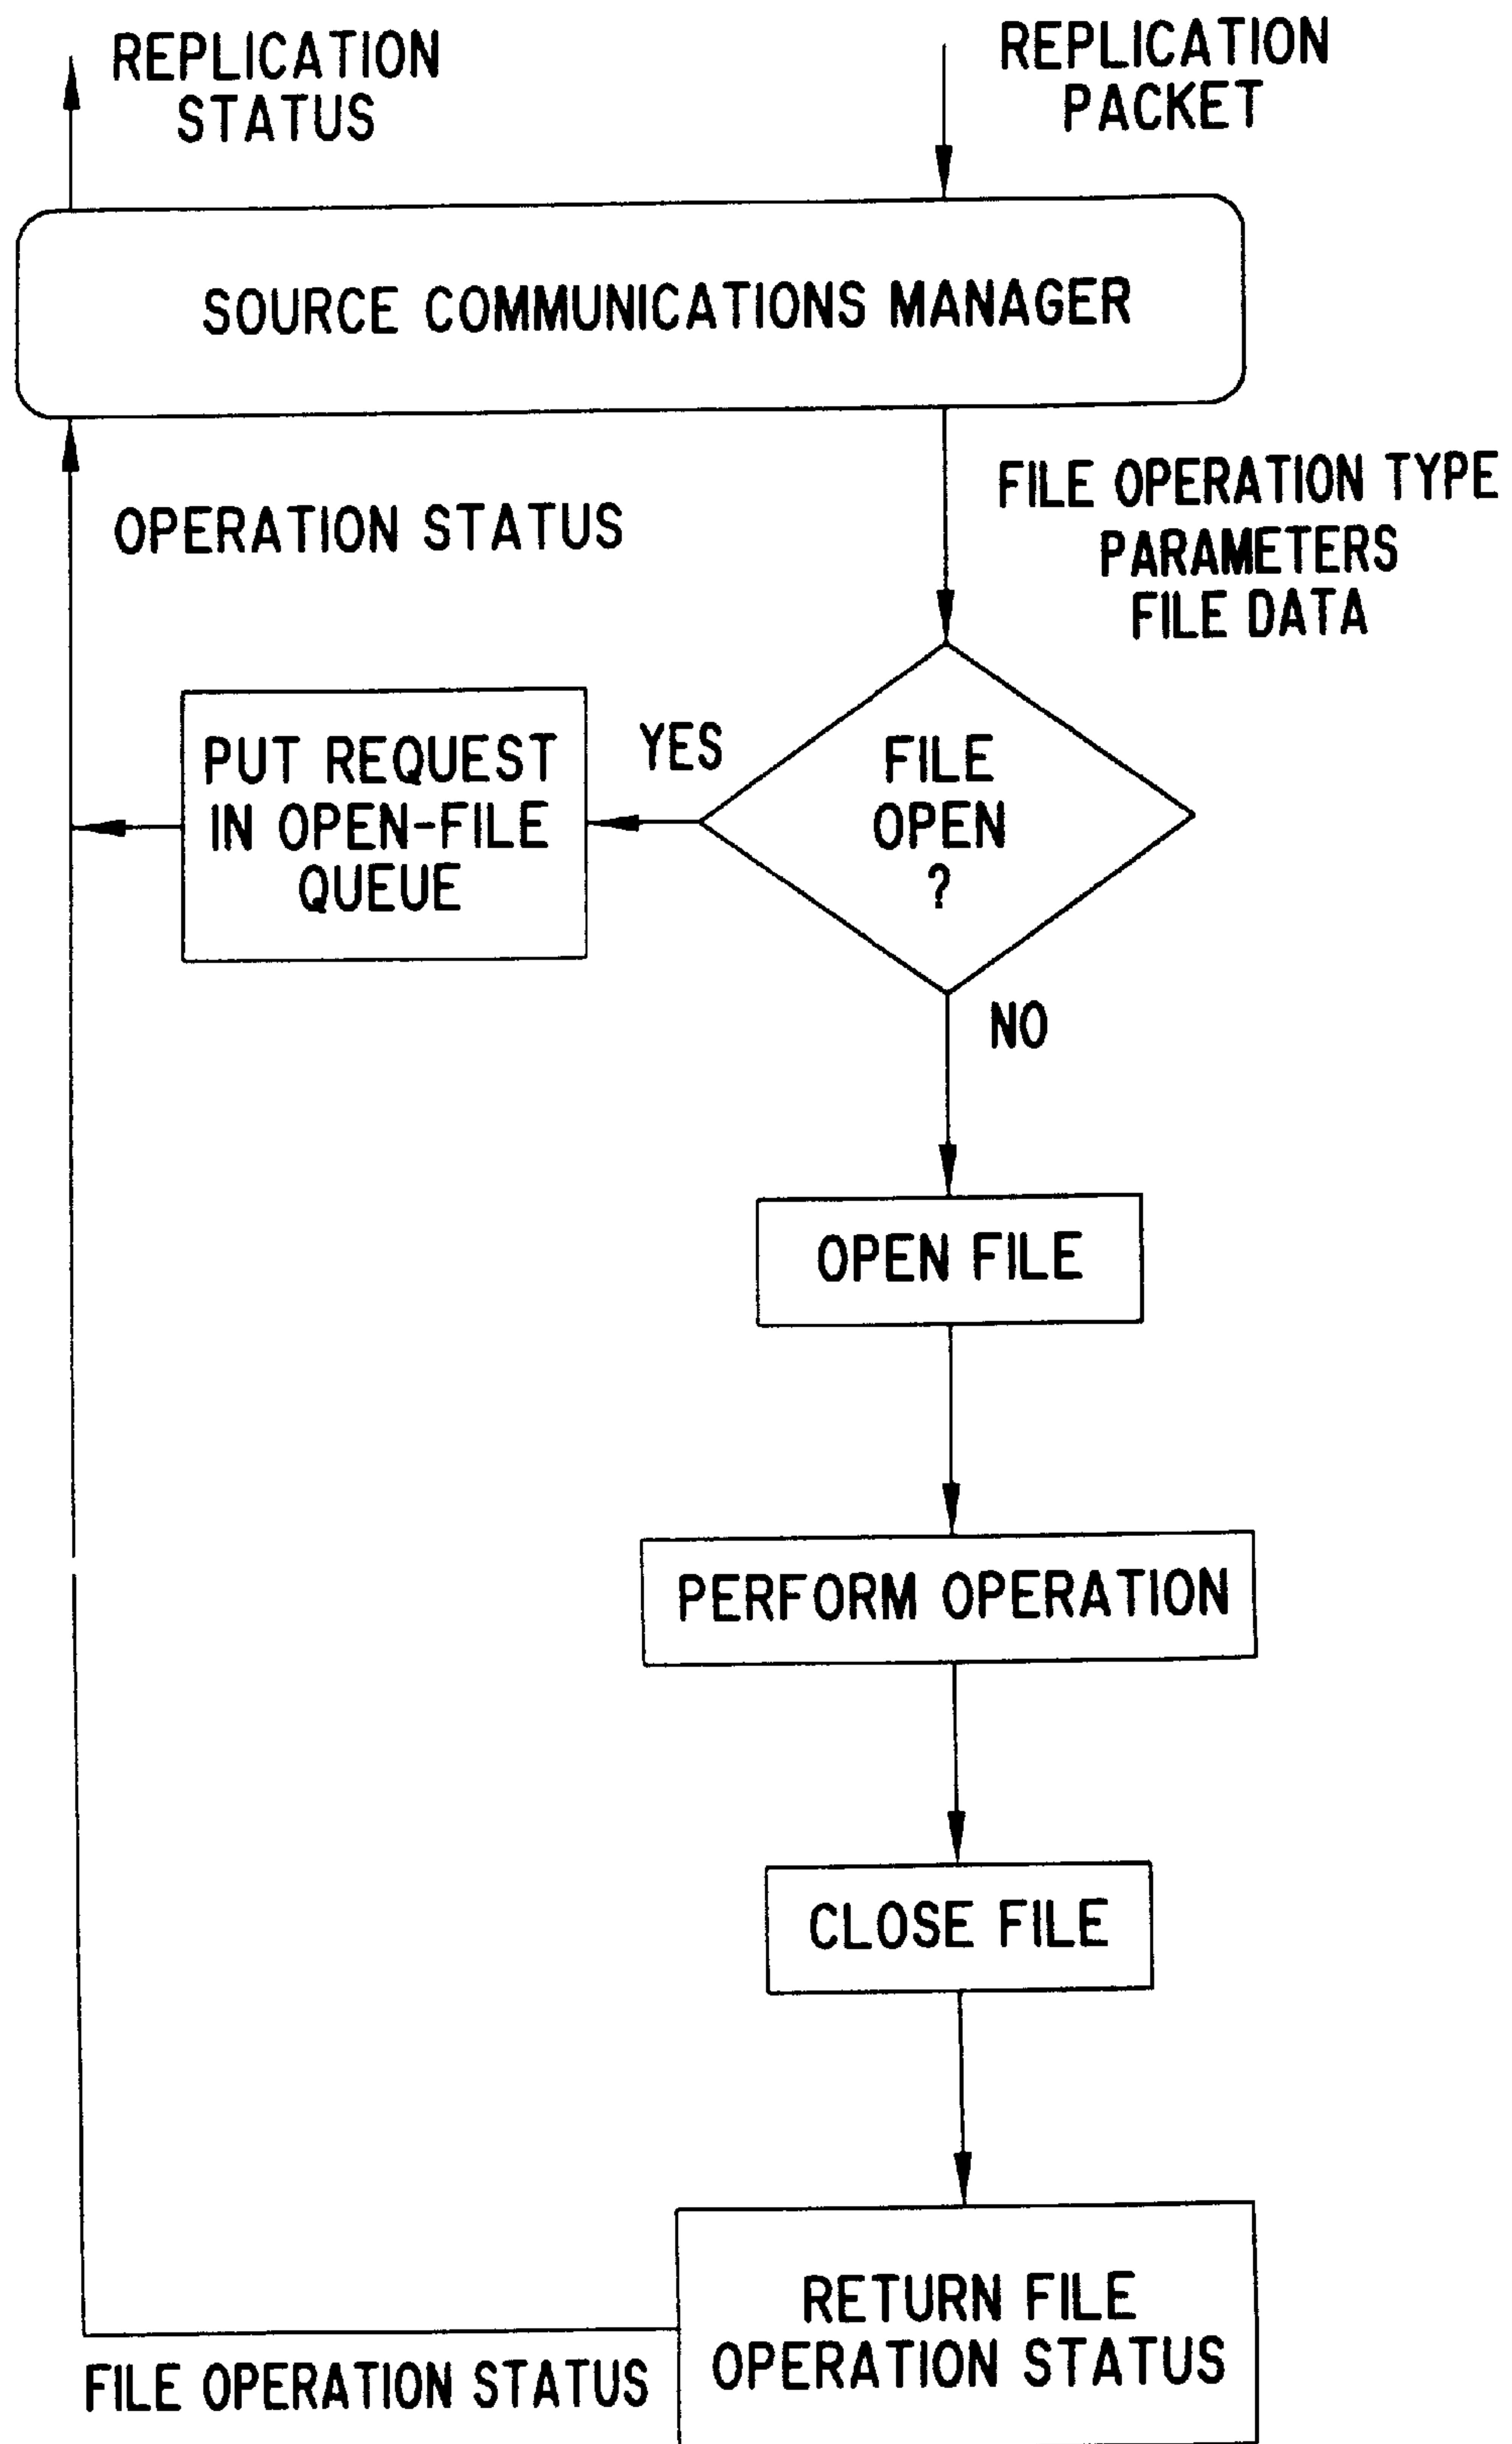 REPLICATION
STATUS
REPLICATION
PACKET
SOURCE COMMUNICATIONS MANAGER
OPERATION STATUS
FILE OPERATION TYPE
PARAMETERS
FILE DATA
PUT REQUEST
IN OPEN-FILE
QUEUE
YES
FILE
OPEN
?
NO
OPEN FILE
PERFORM OPERATION
CLOSE FILE
RETURN FILE
OPERATION STATUS
FILE OPERATION STATUS